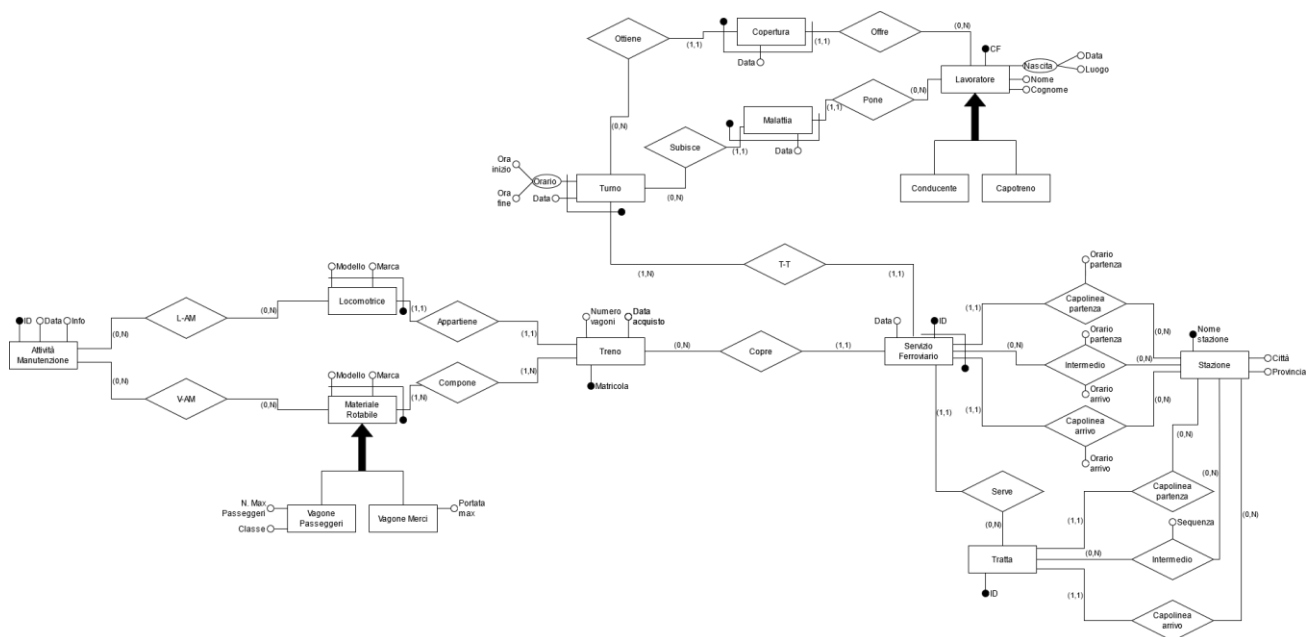 Ottiene
(1,1)
Copertura
(1,1)
Offre
(0,N)
Data
CF
Nascita
Data
Luogo
Lavoratore
Nome
Cognome
(0,N)
Malattia
(1,1)
Pone
(0,N)
Subisce
(1,1)
Data
Ora
inizio
Orario
Ora
fine
Data
Turno
(0,N)
Conducente
Capotreno
(1,N)
T-T
(1,1)
Orario
partenza
Modello
Marca
Locomotrice
(0,N)
L-AM
(0,N)
(1,1)
Appartiene
(1,1)
ID
Data
Info
Attività
Manutenzione
(0,N)
V-AM
(0,N)
Modello
Marca
Materiale
Rotabile
(1,N)
Compone
(1,N)
Numero
vagoni
Data
acquisto
Treno
Matricola
(0,N)
Copre
(1,1)
Data
ID
Servizio
Ferroviario
(1,1)
Capolinea
partenza
(0,N)
Orario
partenza
(0,N)
Intermedio
(0,N)
Orario
arrivo
(1,1)
Capolinea
arrivo
(0,N)
Orario
arrivo
Nome
stazione
Stazione
Città
Provincia
(1,1)
Serve
(0,N)
(0,N)
Capolinea
partenza
(0,N)
(0,N)
(1,1)
Sequenza
(0,N)
Intermedio
Tratta
ID
(1,1)
Capolinea
arrivo
N. Max
Passeggeri
Classe
Vagone
Passeggeri
Vagone Merci
Portata
max